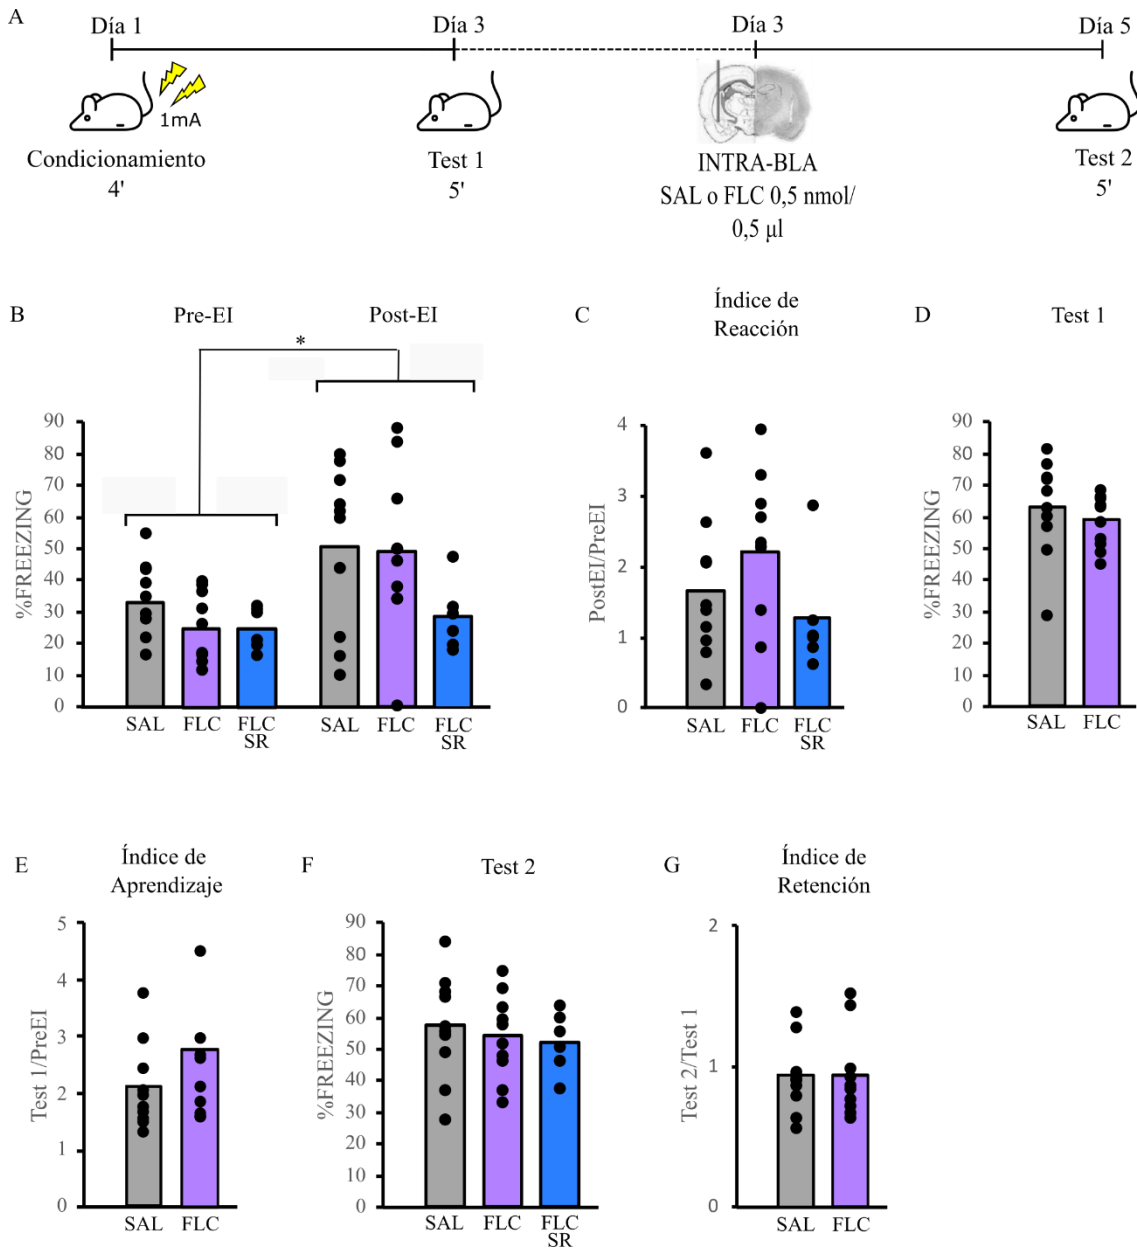 A
Día 1
Día 3
Día 3
Día 5
1mA
Condicionamiento
4'
Test 1
5'
INTRA-BLA
SAL o FLC 0,5 nmol/
0,5 µl
Test 2
5'
B
Pre-EI
Post-EI
*
%FREEZING
90
80
70
60
50
40
30
20
10
0
SAL
FLC
FLC
SR
SAL
FLC
FLC
SR
C
Índice de
Reacción
PostEI/PreEI
4
3
2
1
0
SAL
FLC
FLC
SR
D
Test 1
%FREEZING
90
80
70
60
50
40
30
20
10
0
SAL
FLC
E
Índice de
Aprendizaje
Test 1/PreEI
5
4
3
2
1
0
SAL
FLC
F
Test 2
%FREEZING
90
80
70
60
50
40
30
20
10
0
SAL
FLC
FLC
SR
G
Índice de
Retención
Test 2/Test 1
2
1
0
SAL
FLC